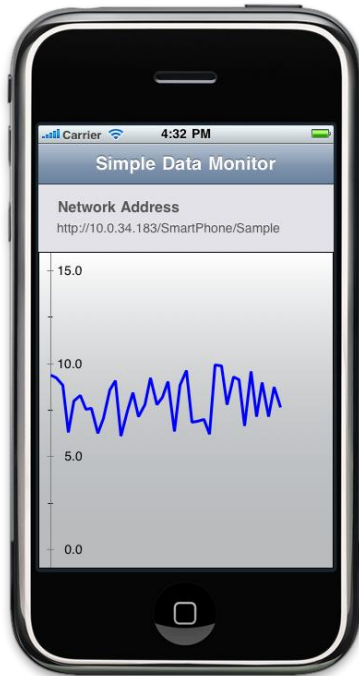 Carrier 4:32 PM
Simple Data Monitor
Network Address
http://10.0.34.183/SmartPhone/Sample
15.0
10.0
5.0
0.0